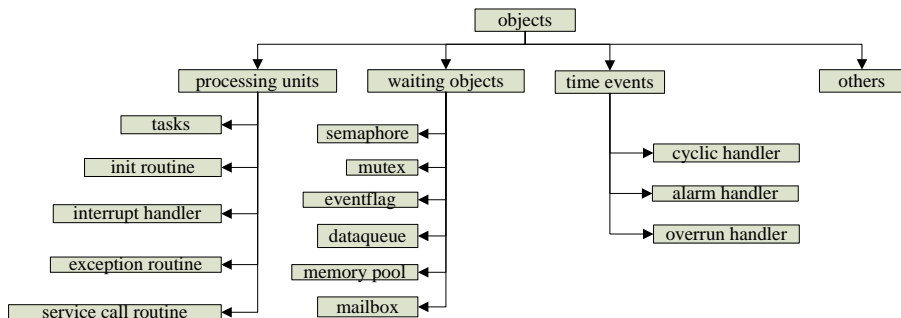 objects
processing units
waiting objects
time events
others
tasks
init routine
interrupt handler
exception routine
service call routine
semaphore
mutex
eventflag
dataqueue
memory pool
mailbox
cyclic handler
alarm handler
overrun handler